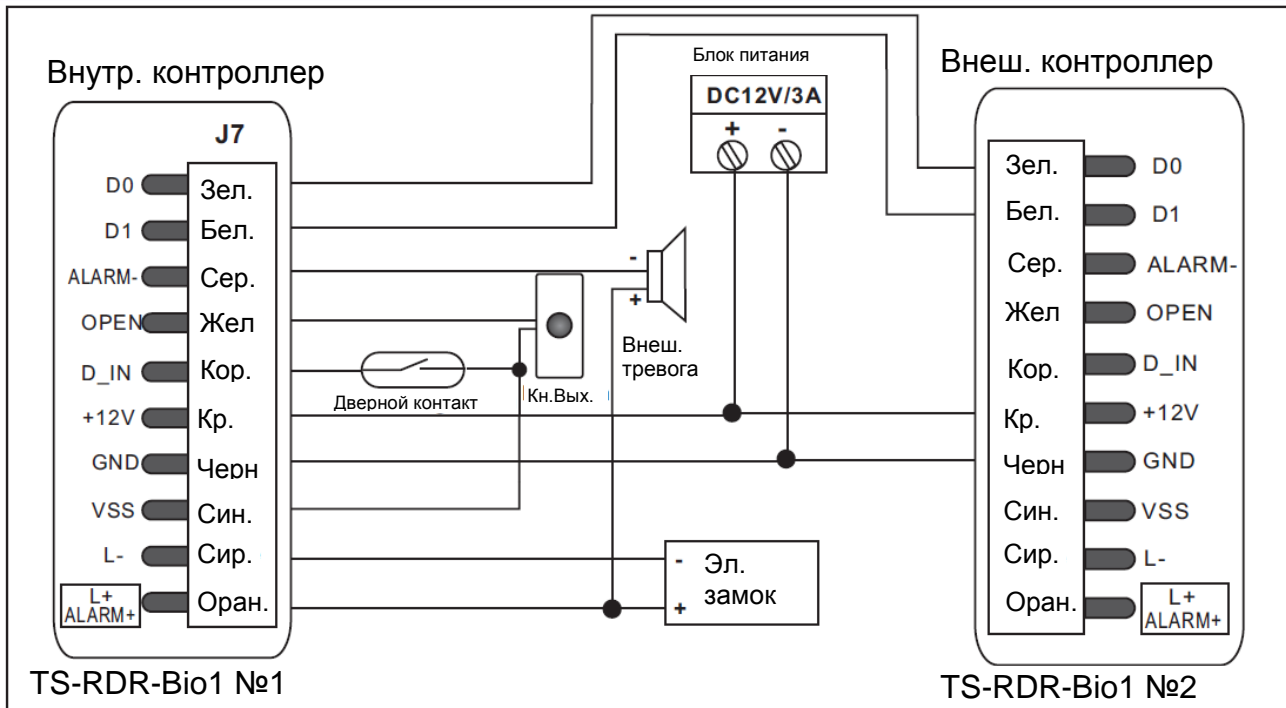 Внутр. контроллер
J7
D0 Зел.
D1 Бел.
ALARM- Сер.
OPEN Жел
D_IN Кор.
+12V Кр.
GND Черн
VSS Син.
L- Сир.
L+
ALARM+ Оран.
TS-RDR-Bio1 №1
Блок питания
DC12V/3A
+ -
-
+
Внеш.
тревога
Кн.Вых.
Дверной контакт
- Эл.
замок
+
Внеш. контроллер
Зел. D0
Бел. D1
Сер. ALARM-
Жел OPEN
Кор. D_IN
Кр. +12V
Черн GND
Син. VSS
Сир. L-
Оран. L+
ALARM+
TS-RDR-Bio1 №2